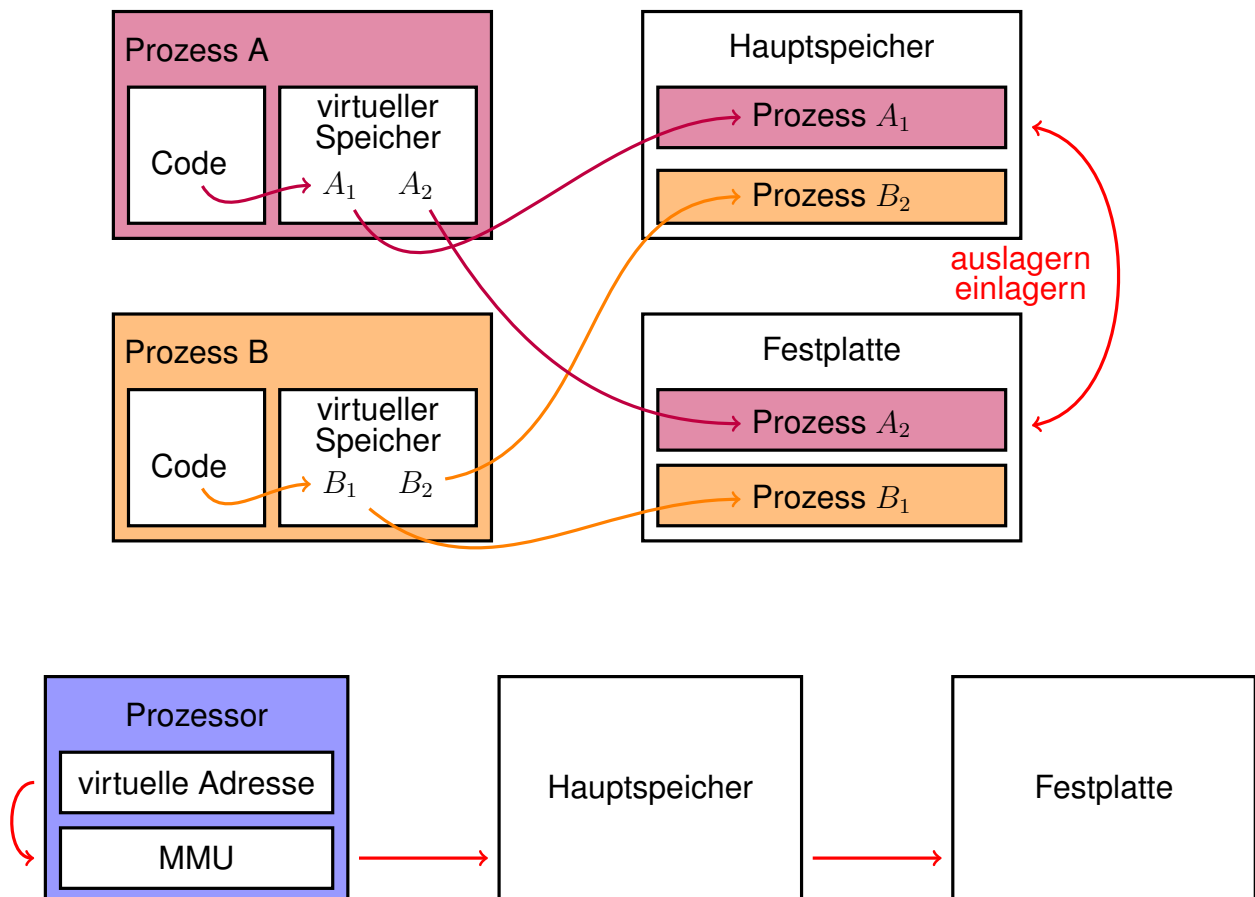 Prozess A
Code
virtueller
Speicher
A₁ A₂
Hauptspeicher
Prozess A₁
Prozess B₂
auslagern
einlagern
Prozess B
Code
virtueller
Speicher
B₁ B₂
Festplatte
Prozess A₂
Prozess B₁
Prozessor
virtuelle Adresse
MMU
Hauptspeicher
Festplatte